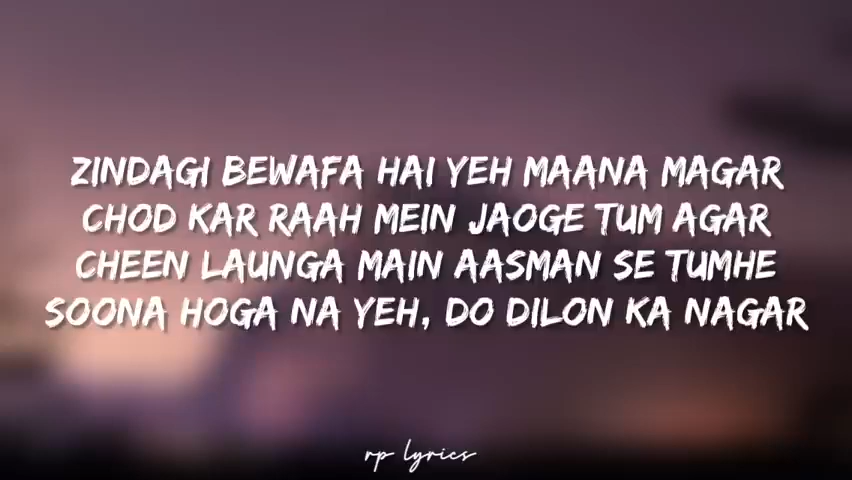 ZINDAGI BEWAFA HAI YEH MAANA MAGAR
CHOD KAR RAAH MEIN JAOGE TUM AGAR
CHEEN LAUNGA MAIN AASMAN SE TUMHE
SOONA HOGA NA YEH, DO DILON KA NAGAR
rp lyrics